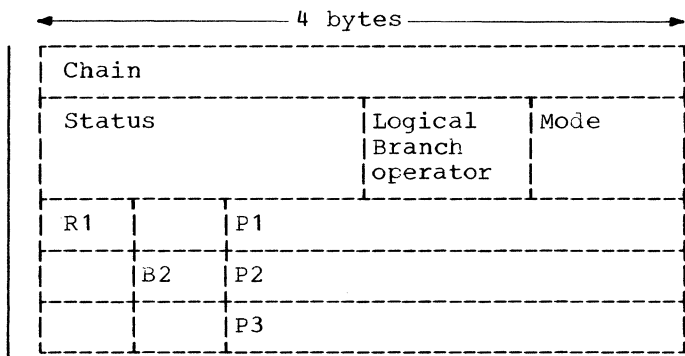 4 bytes
Chain
Status Logical Mode
Branch
operator
R1 P1
B2 P2
P3